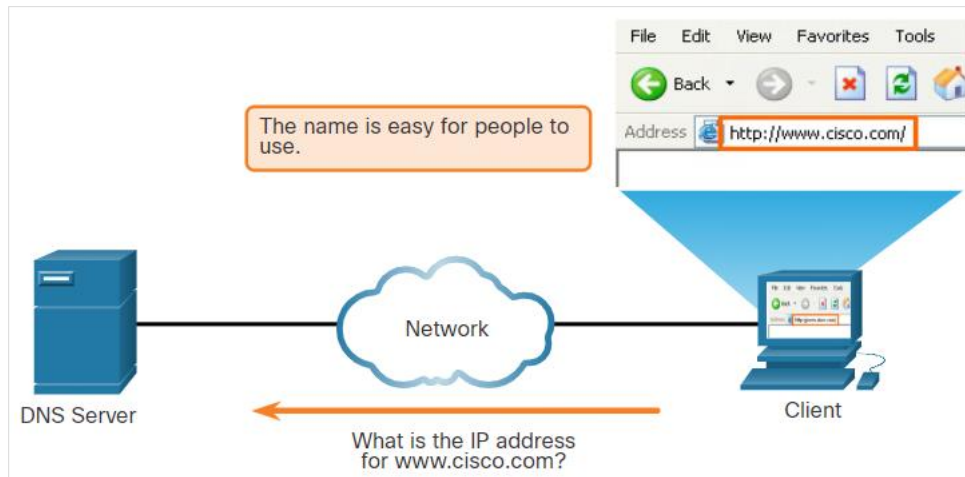 File Edit View Favorites Tools
Back
Address http://www.cisco.com/
The name is easy for people to
use.
Network
DNS Server
Client
What is the IP address
for www.cisco.com?